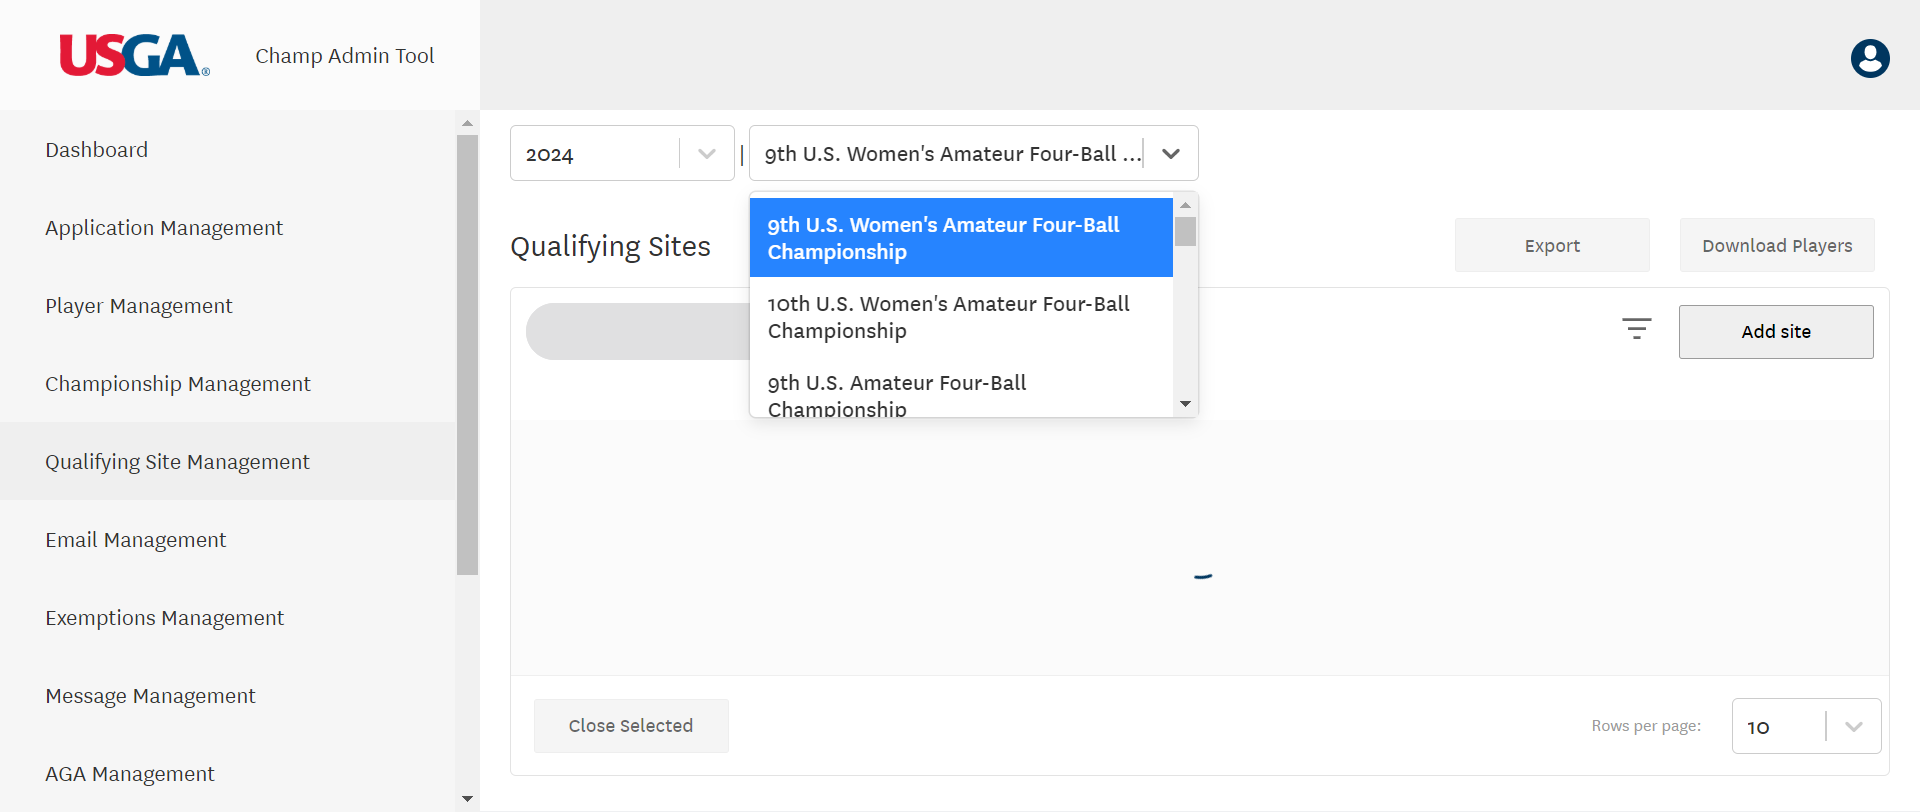 USGA®
Champ Admin Tool
Dashboard
Application Management
Player Management
Championship Management
Qualifying Site Management
Email Management
Exemptions Management
Message Management
AGA Management
2024
|
9th U.S. Women's Amateur Four-Ball ...
9th U.S. Women's Amateur Four-Ball
Championship
10th U.S. Women's Amateur Four-Ball
Championship
9th U.S. Amateur Four-Ball
Championship
Qualifying Sites
Export
Download Players
Add site
Close Selected
Rows per page:
10